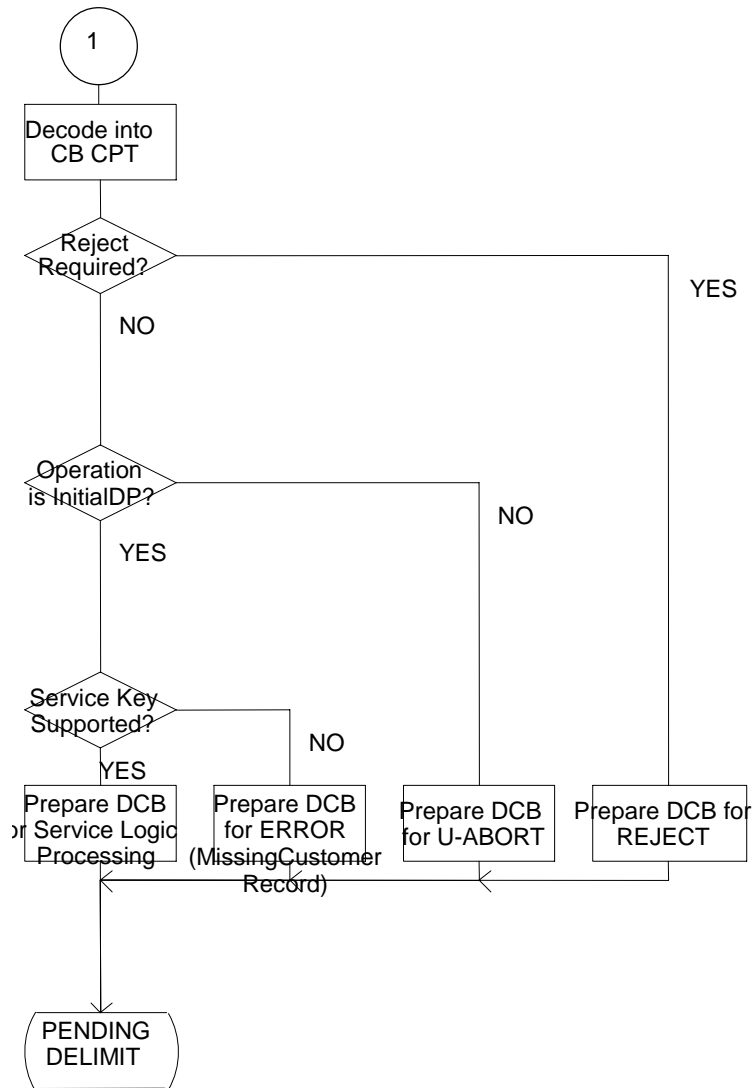 1
Decode into
CB CPT
Reject
Required?
YES
NO
Operation
is InitialDP?
NO
YES
Service Key
Supported?
NO
YES
Prepare DCB
or Service Logic
Processing
Prepare DCB
for ERROR
(MissingCustomer
Record)
Prepare DCB
for U-ABORT
Prepare DCB for
REJECT
PENDING
DELIMIT